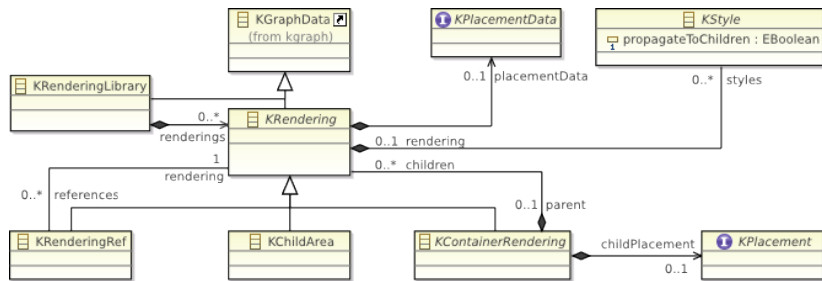 KGraphData
(from kgraph)
KPlacementData
KStyle
propagateToChildren : EBoolean
0..1 placementData
0..* styles
KRenderingLibrary
0..*
renderings
KRendering
0..1 rendering
0..* children
1
rendering
0..* references
0..1 parent
KRenderingRef
KChildArea
KContainerRendering
childPlacement
0..1
KPlacement